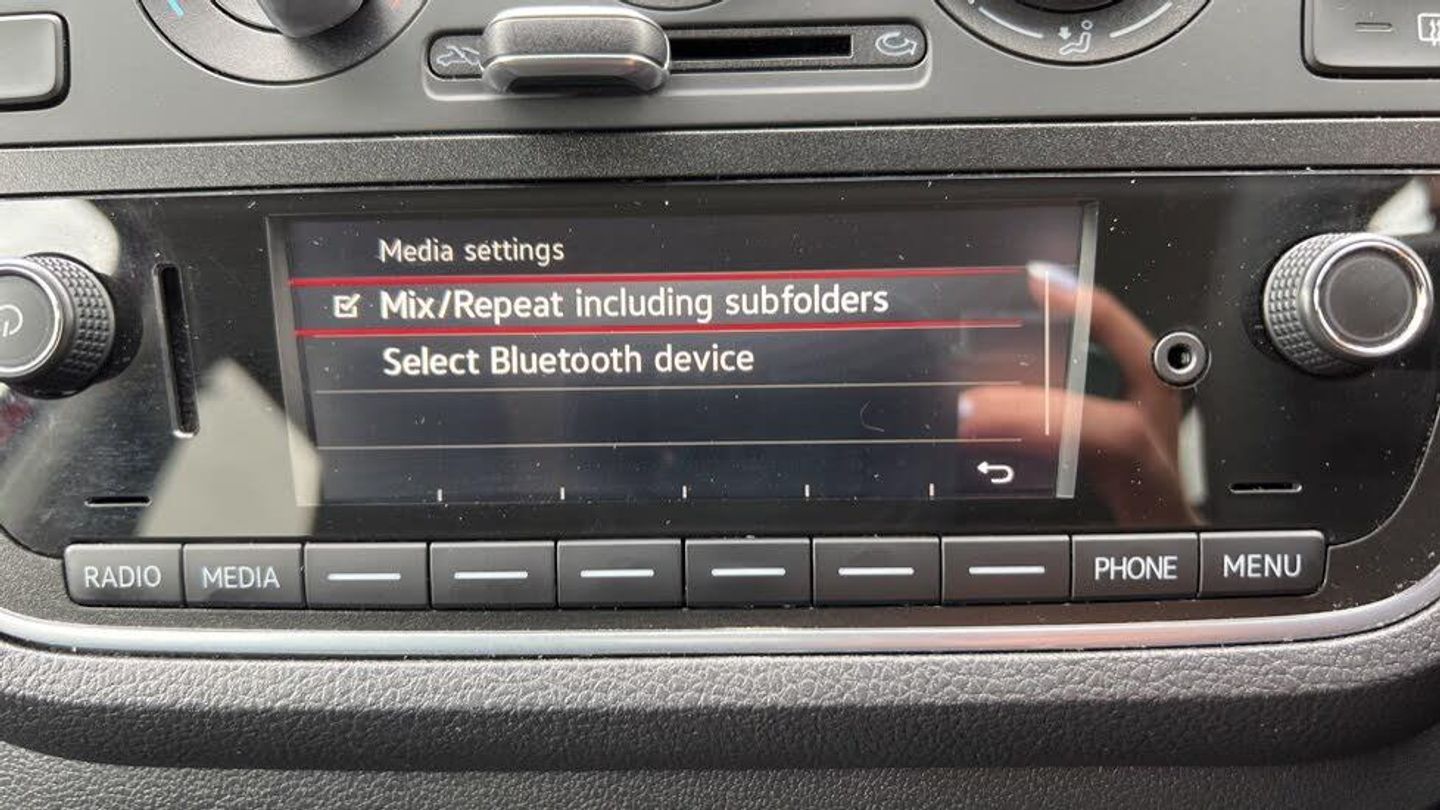 Media settings
Mix/Repeat including subfolders
Select Bluetooth device
RADIO MEDIA PHONE MENU